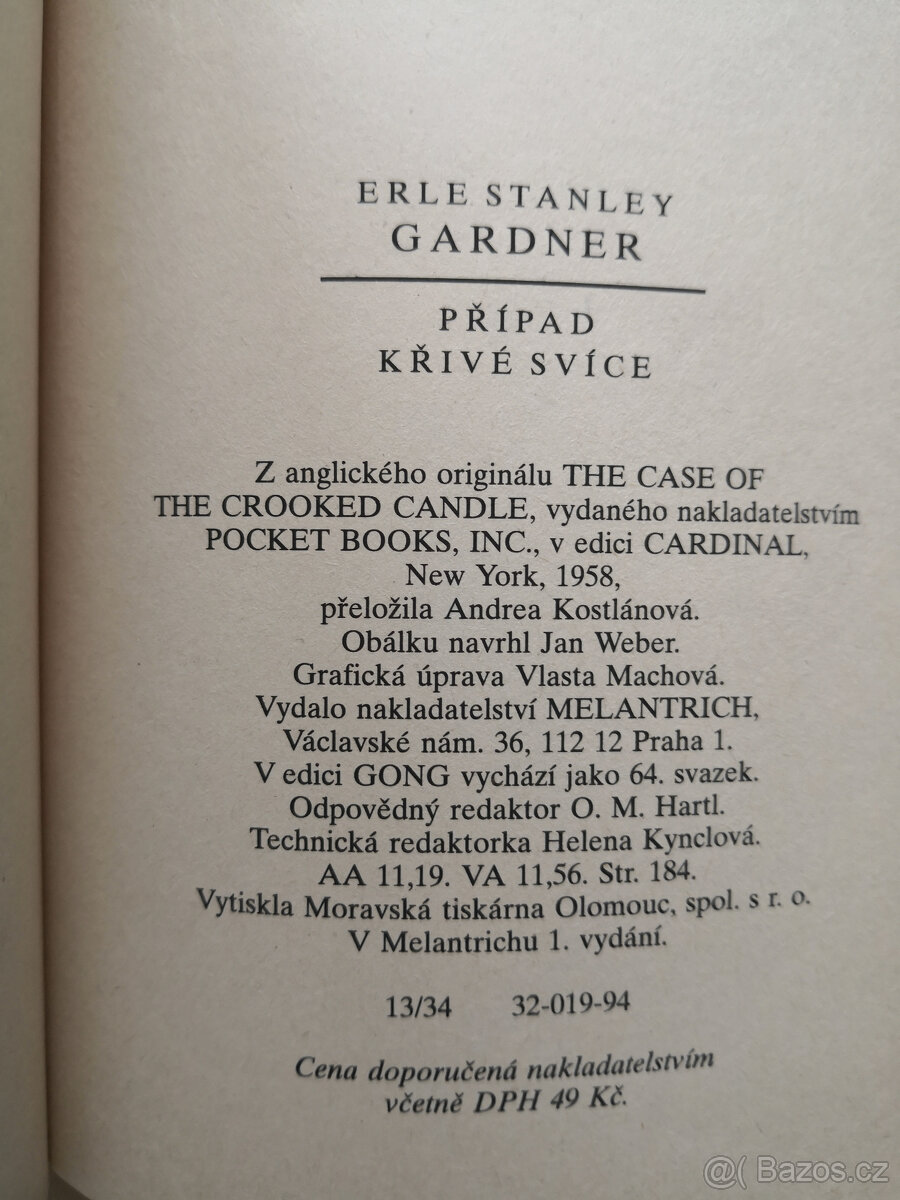 ERLE STANLEY
GARDNER
PŘÍPAD
KŘIVÉ SVÍCE
Z anglického originálu THE CASE OF
THE CROOKED CANDLE, vydaného nakladatelstvím
POCKET BOOKS, INC., v edici CARDINAL,
New York, 1958,
přeložila Andrea Kostlánová.
Obálku navrhl Jan Weber.
Grafická úprava Vlasta Machová.
Vydalo nakladatelství MELANTRICH,
Václavské nám. 36, 112 12 Praha 1.
V edici GONG vychází jako 64. svazek.
Odpovědný redaktor O. M. Hartl.
Technická redaktorka Helena Kynclová.
AA 11,19. VA 11,56. Str. 184.
Vytiskla Moravská tiskárna Olomouc, spol. s r. o.
V Melantrichu 1. vydání.
13/34 32-019-94
Cena doporučená nakladatelstvím
včetně DPH 49 Kč.
@( Bazos.cz